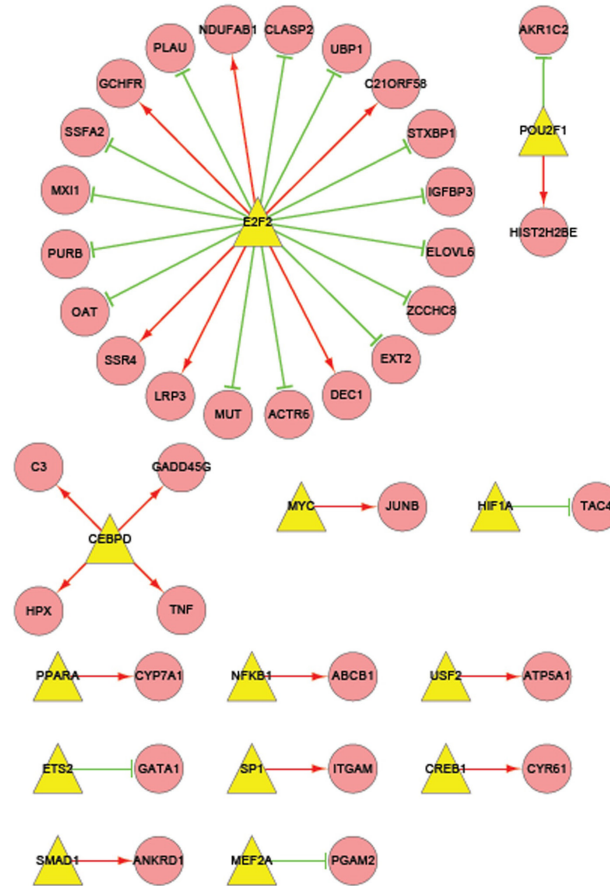 NDUFAB1
CLASP2
PLAU
UBP1
GCHFR
C21ORF58
SSFA2
STXBP1
MXI1
IGFBP3
E2F2
PURB
ELOVL6
OAT
ZCCHC8
SSR4
EXT2
LRP3
DEC1
MUT
ACTR6
AKR1C2
POU2F1
HIST2H2BE
C3
GADD45G
CEBPD
HPX
TNF
MYC
JUNB
HIF1A
TAC4
PPARA
CYP7A1
NFKB1
ABCB1
USF2
ATP5A1
ETS2
GATA1
SP1
ITGAM
CREB1
CYR61
SMAD1
ANKRD1
MEF2A
PGAM2